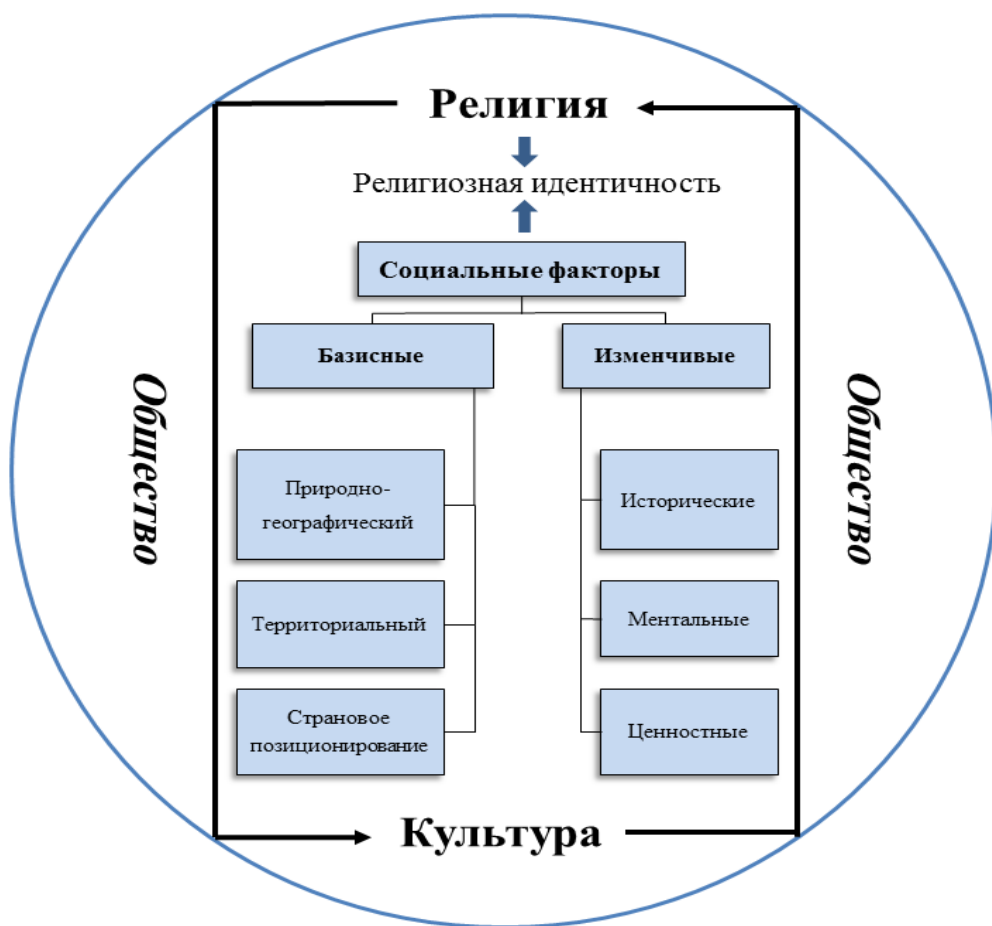 Религия
Религиозная идентичность
Социальные факторы
Базисные
Изменчивые
Общество
Общество
Природно-
географический
Исторические
Территориальный
Ментальные
Страновое
позиционирование
Ценностные
Культура